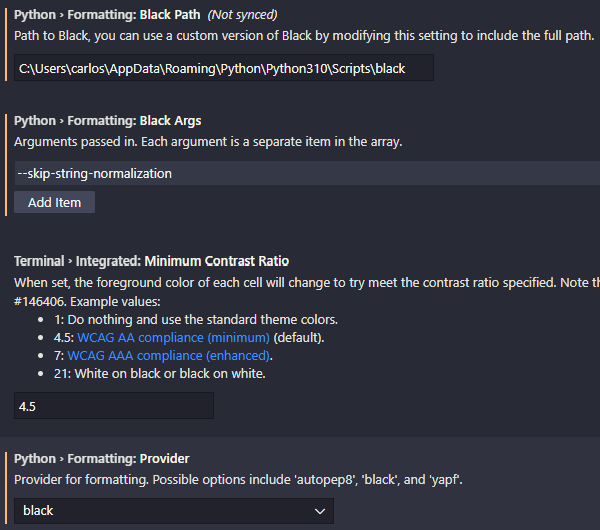 Python › Formatting: Black Path (Not synced)
Path to Black, you can use a custom version of Black by modifying this setting to include the full path.
C:\Users\carlos\AppData\Roaming\Python\Python310\Scripts\black
Python › Formatting: Black Args
Arguments passed in. Each argument is a separate item in the array.
--skip-string-normalization
Add Item
Terminal › Integrated: Minimum Contrast Ratio
When set, the foreground color of each cell will change to try meet the contrast ratio specified. Note
#146406. Example values:
• 1: Do nothing and use the standard theme colors.
• 4.5: WCAG AA compliance (minimum) (default).
• 7: WCAG AAA compliance (enhanced).
• 21: White on black or black on white.
4.5
Python › Formatting: Provider
Provider for formatting. Possible options include 'autopep8', 'black', and 'yapf'.
black